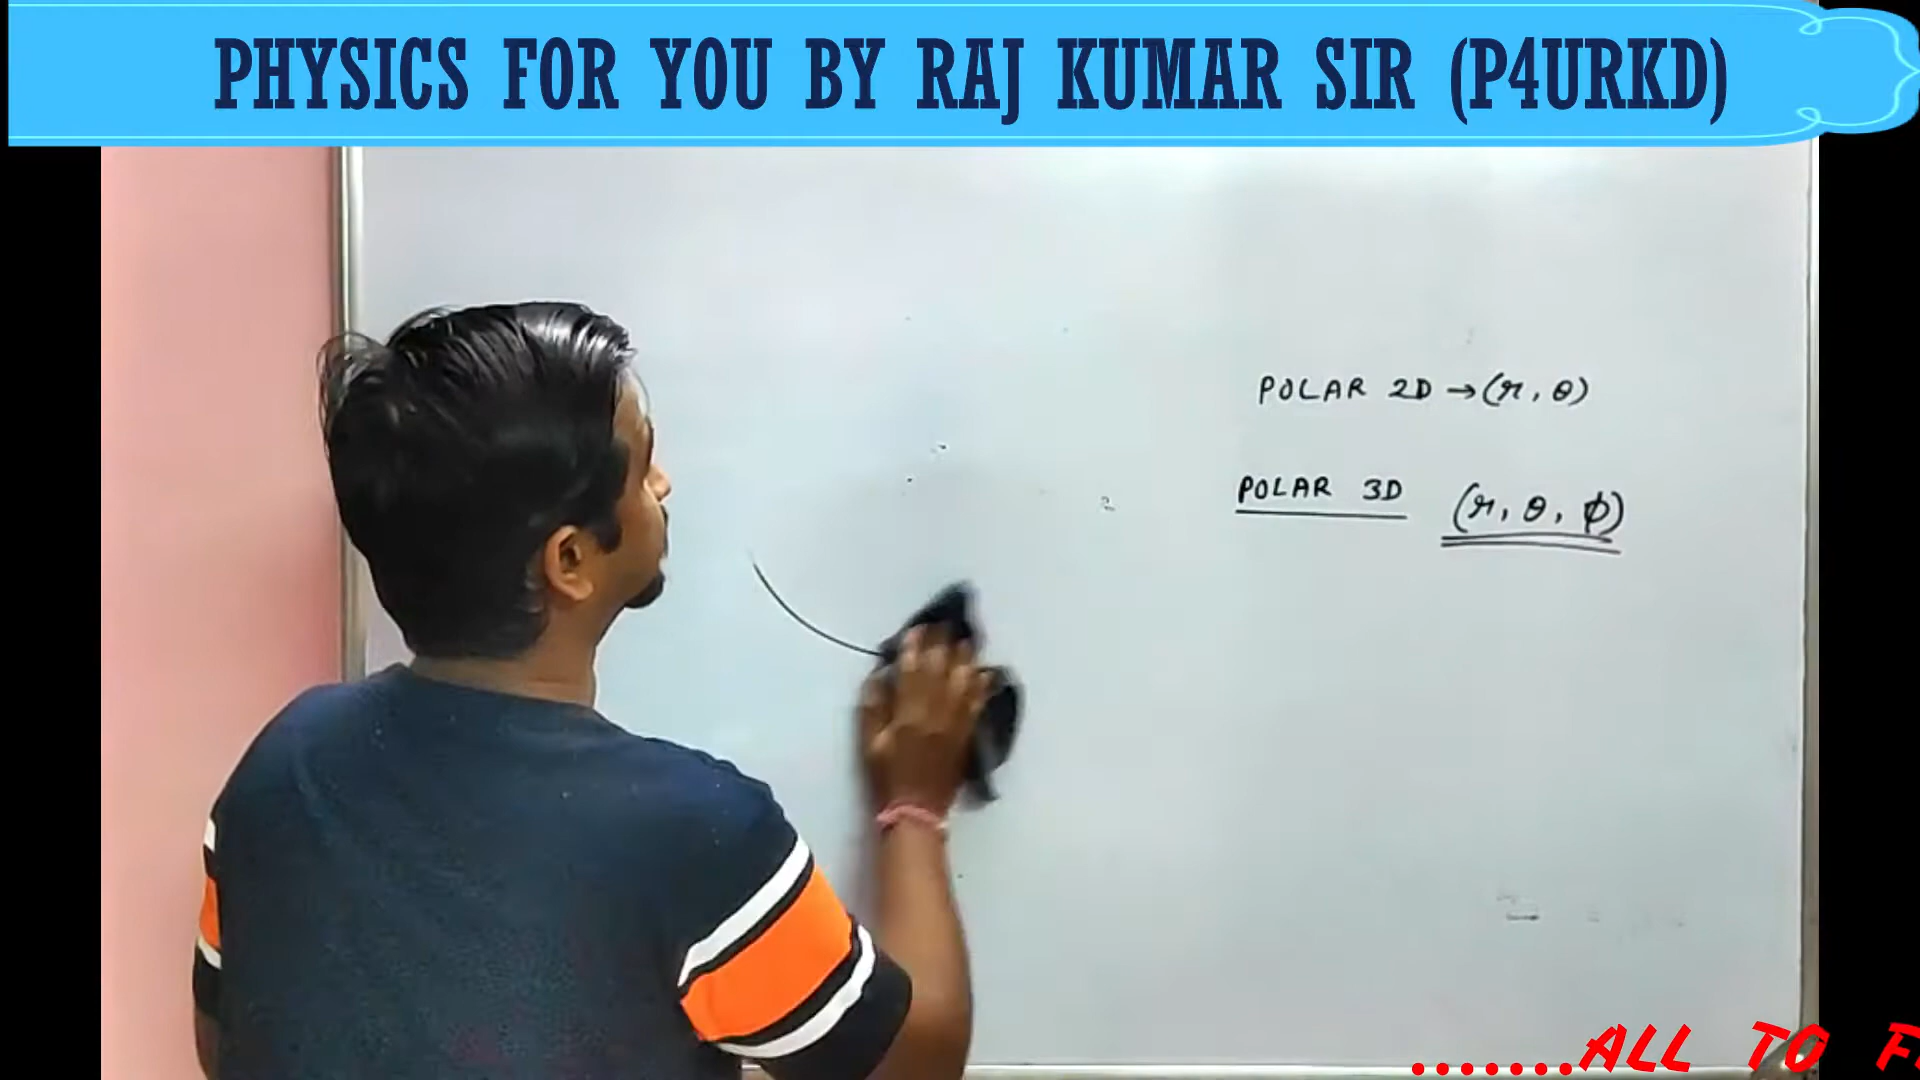 PHYSICS FOR YOU BY RAJ KUMAR SIR (P4URKD)
POLAR 2D → (r, θ)
POLAR 3D (r, θ, ϕ)
.......ALL TO